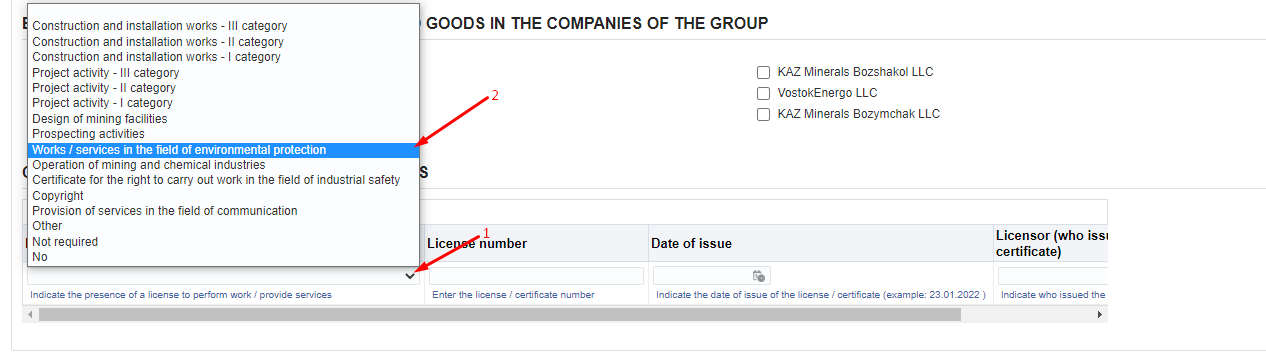 GOODS IN THE COMPANIES OF THE GROUP
Construction and installation works - III category
Construction and installation works - II category
Construction and installation works - I category
Project activity - III category
Project activity - II category
Project activity - I category
Design of mining facilities
Prospecting activities
Works / services in the field of environmental protection
Operation of mining and chemical industries
Certificate for the right to carry out work in the field of industrial safety
Copyright
Provision of services in the field of communication
Other
Not required
No
KAZ Minerals Bozshakol LLC
VostokEnergo LLC
KAZ Minerals Bozymchak LLC
2
1
License number
Date of issue
Licensor (who issu
certificate)
Indicate the presence of a license to perform work / provide services
Enter the license / certificate number
Indicate the date of issue of the license / certificate (example: 23.01.2022 )
Indicate who issued the